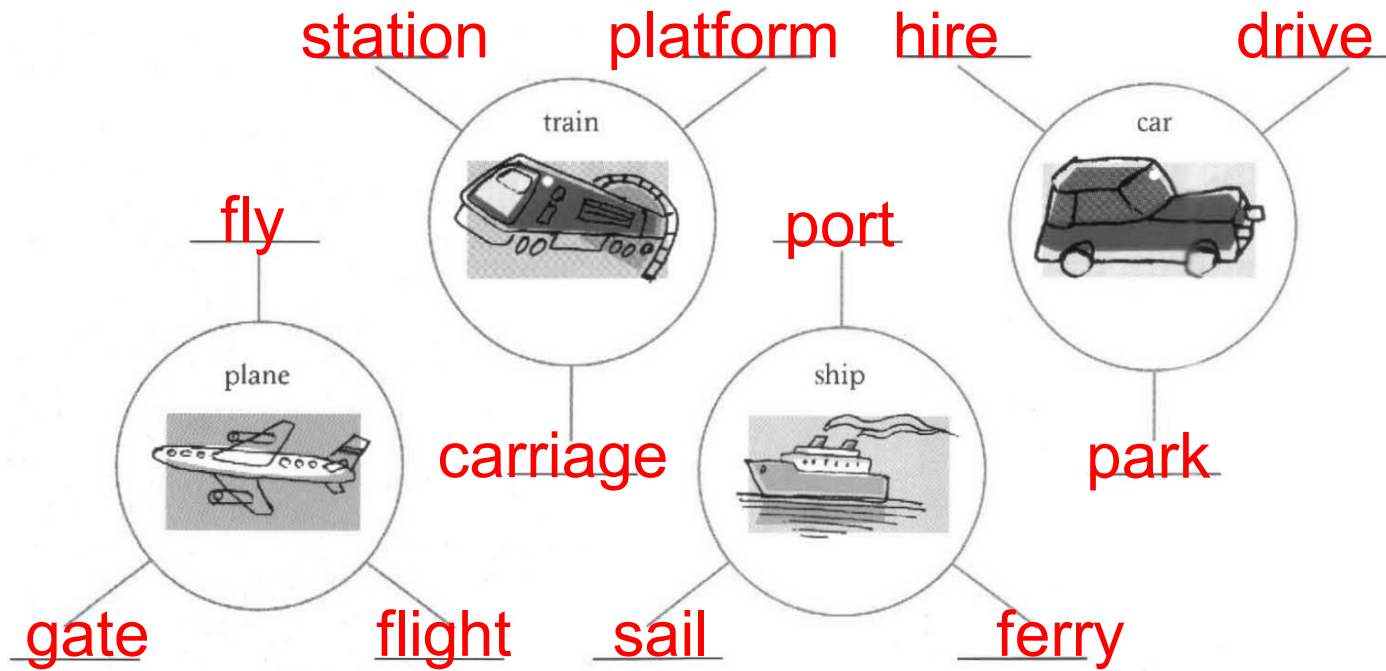 station platform hire drive
train car
fly port
plane ship
carriage park
gate flight sail ferry